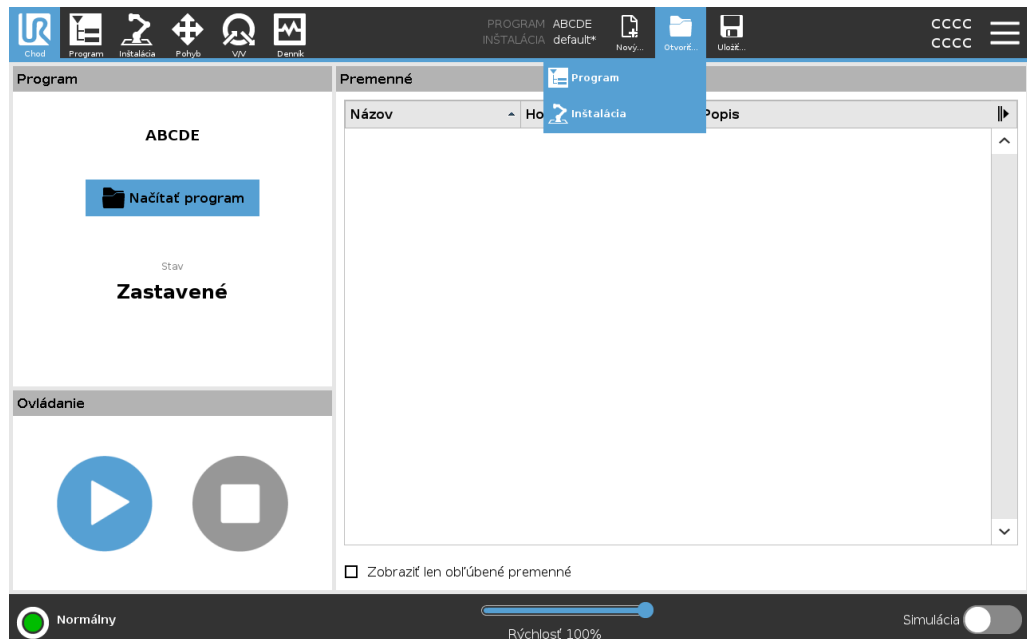 UR
Chod
Program
Inštalácia
Pohyb
V/V
Denník
PROGRAM ABCDE
INŠTALÁCIA default*
Nový...
Otvoriť...
Uložiť...
CCCC
CCCC
Program
Inštalácia
Program
ABCDE
Načítať program
Stav
Zastavené
Ovládanie
Premenné
Názov
Ho
Popis
Zobraziť len obľúbené premenné
Normálny
Rýchlosť 100%
Simulácia